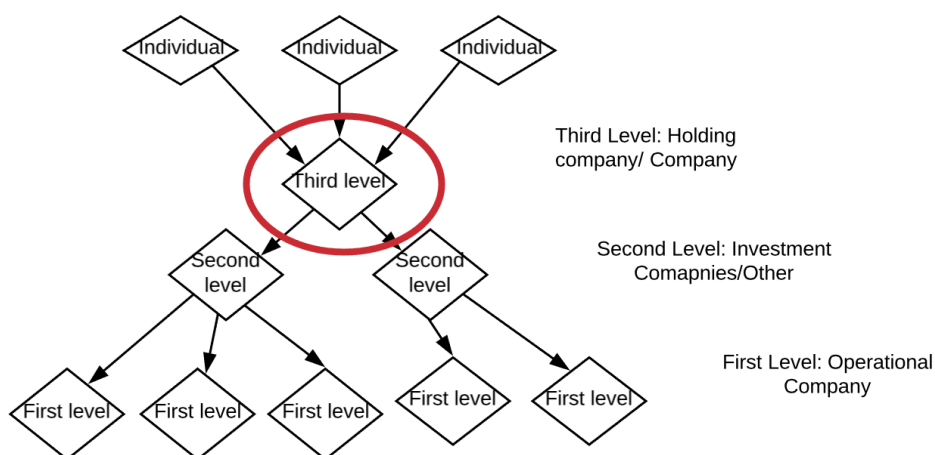 Individual
Individual
Individual
Third Level: Holding
company/ Company
Third level
Second Level: Investment
Comapnies/Other
Second
level
Second
level
First Level: Operational
Company
First level
First level
First level
First level
First level